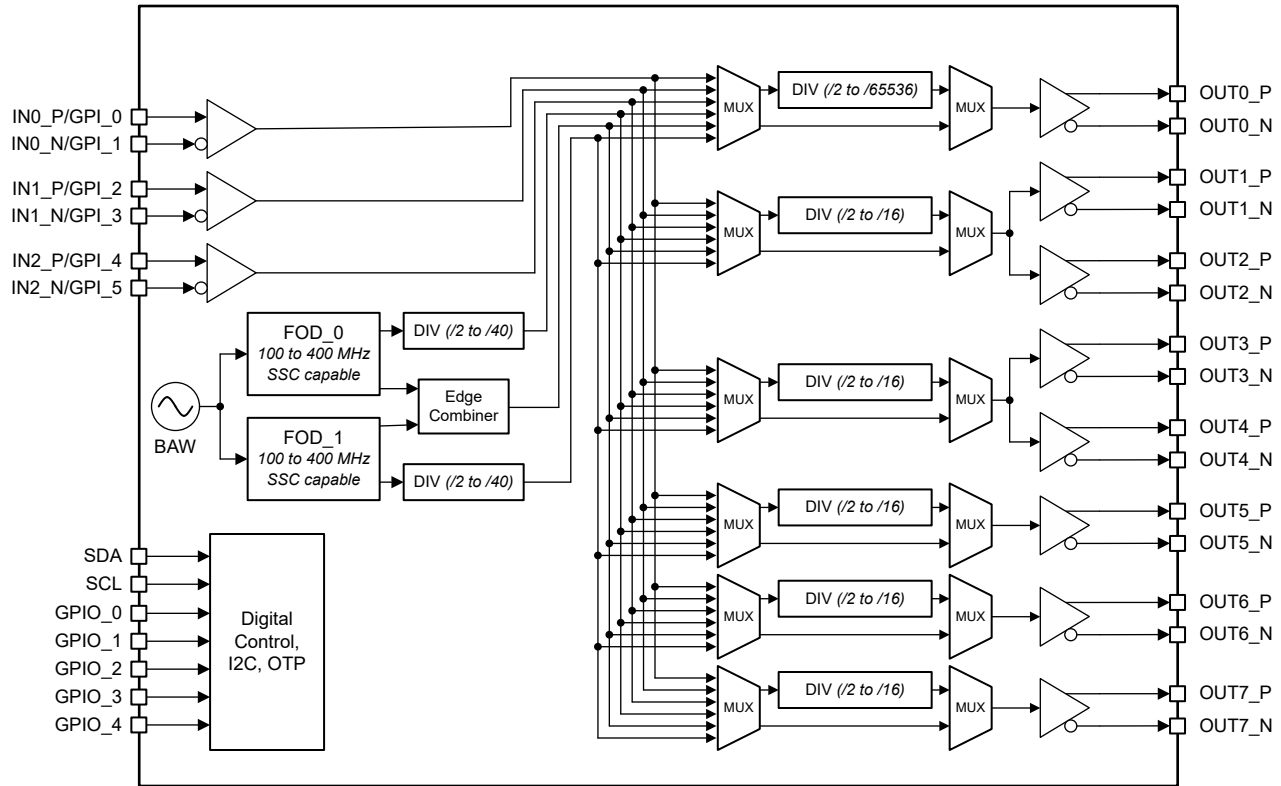 IN0_P/GPI_0
IN0_N/GPI_1
IN1_P/GPI_2
IN1_N/GPI_3
IN2_P/GPI_4
IN2_N/GPI_5
BAW
FOD_0
100 to 400 MHz
SSC capable
FOD_1
100 to 400 MHz
SSC capable
DIV (/2 to /40)
Edge
Combiner
DIV (/2 to /40)
SDA
SCL
GPIO_0
GPIO_1
GPIO_2
GPIO_3
GPIO_4
Digital
Control,
I2C, OTP
MUX
DIV (/2 to /65536)
MUX
OUT0_P
OUT0_N
MUX
DIV (/2 to /16)
MUX
OUT1_P
OUT1_N
OUT2_P
OUT2_N
MUX
DIV (/2 to /16)
MUX
OUT3_P
OUT3_N
OUT4_P
OUT4_N
MUX
DIV (/2 to /16)
MUX
OUT5_P
OUT5_N
MUX
DIV (/2 to /16)
MUX
OUT6_P
OUT6_N
MUX
DIV (/2 to /16)
MUX
OUT7_P
OUT7_N